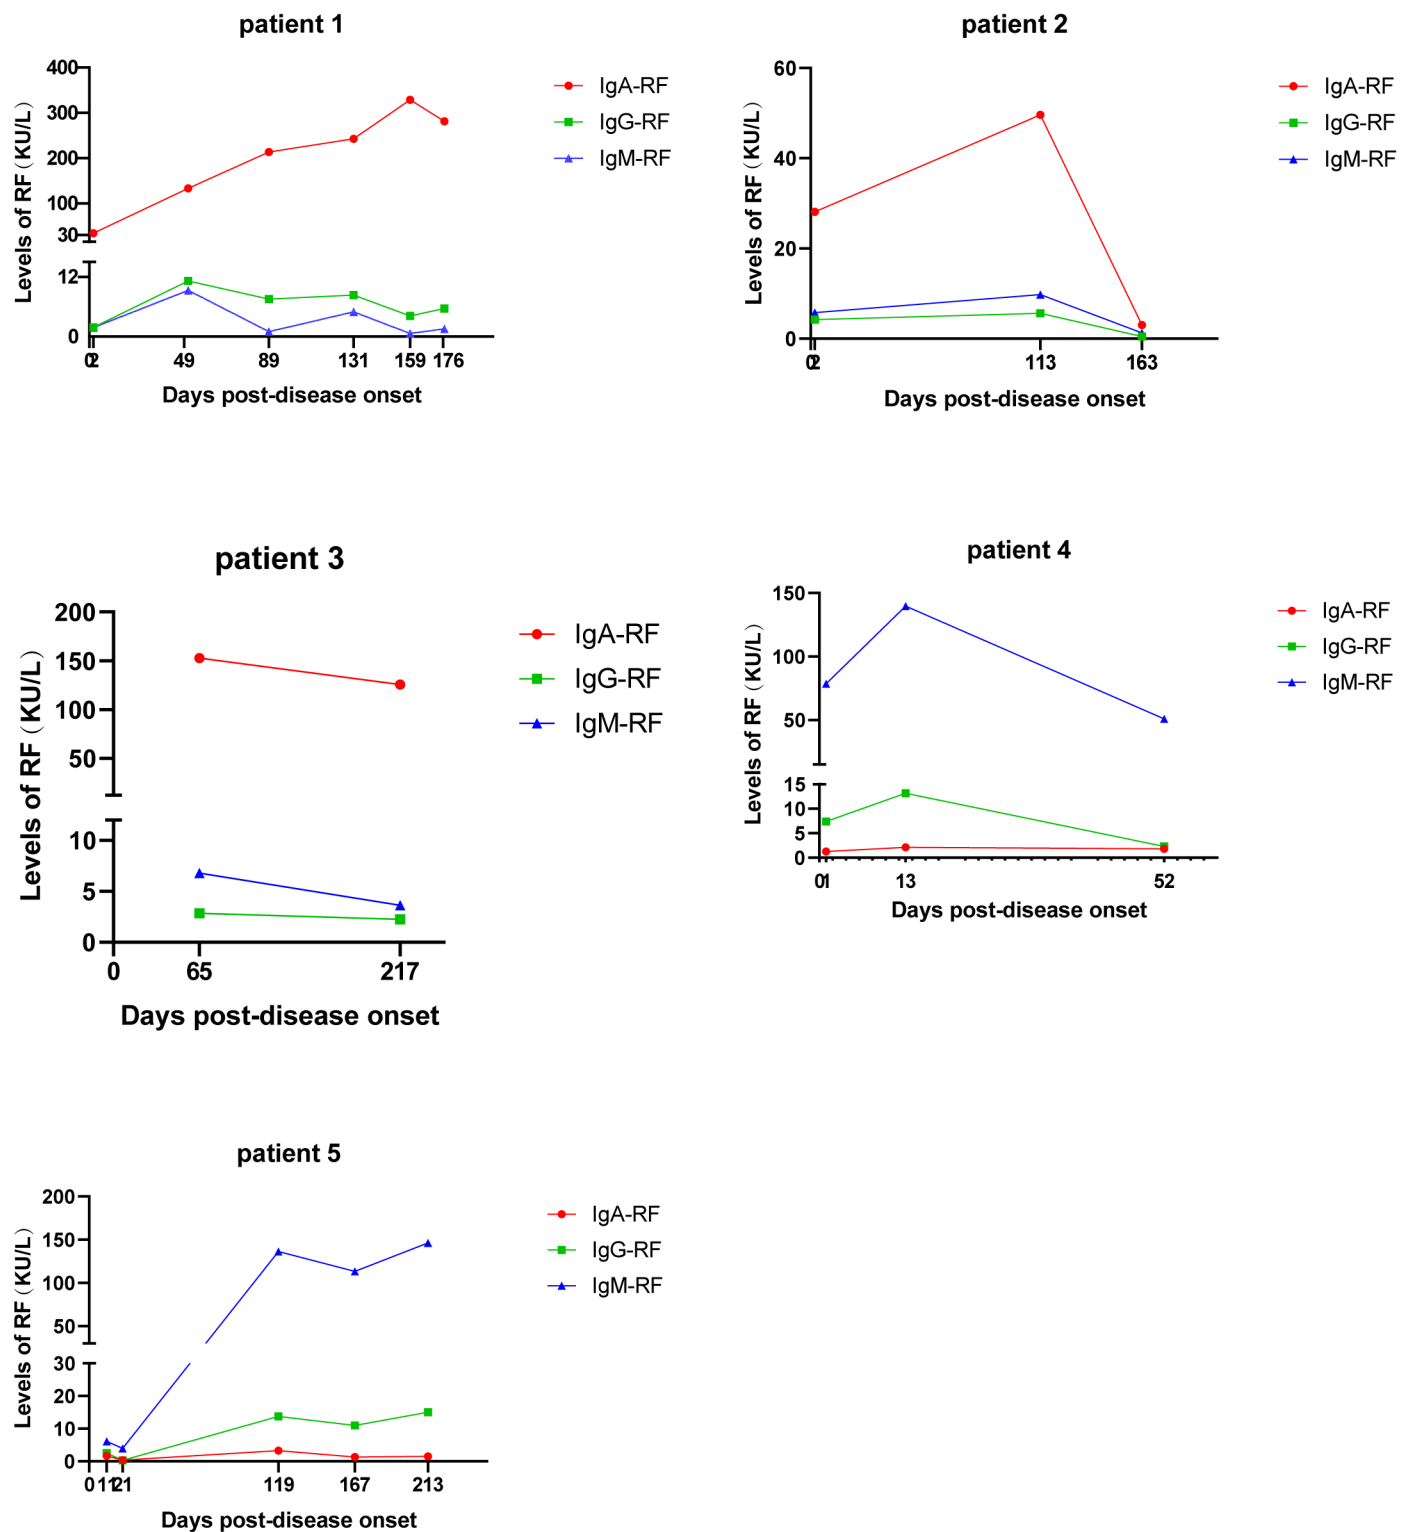 patient 1
Levels of RF（KU/L）
400
300
200
100
30
12
0
0 2 49 89 131 159 176
Days post-disease onset
IgA-RF
IgG-RF
IgM-RF
patient 2
Levels of RF（KU/L）
60
40
20
0
0 2 113 163
Days post-disease onset
IgA-RF
IgG-RF
IgM-RF
patient 3
Levels of RF（KU/L）
200
150
100
50
10
5
0
0 65 217
Days post-disease onset
IgA-RF
IgG-RF
IgM-RF
patient 4
Levels of RF（KU/L）
150
100
50
15
10
5
0
0 1 13 52
Days post-disease onset
IgA-RF
IgG-RF
IgM-RF
patient 5
Levels of RF（KU/L）
200
150
100
50
30
20
10
0
0 11 21 119 167 213
Days post-disease onset
IgA-RF
IgG-RF
IgM-RF